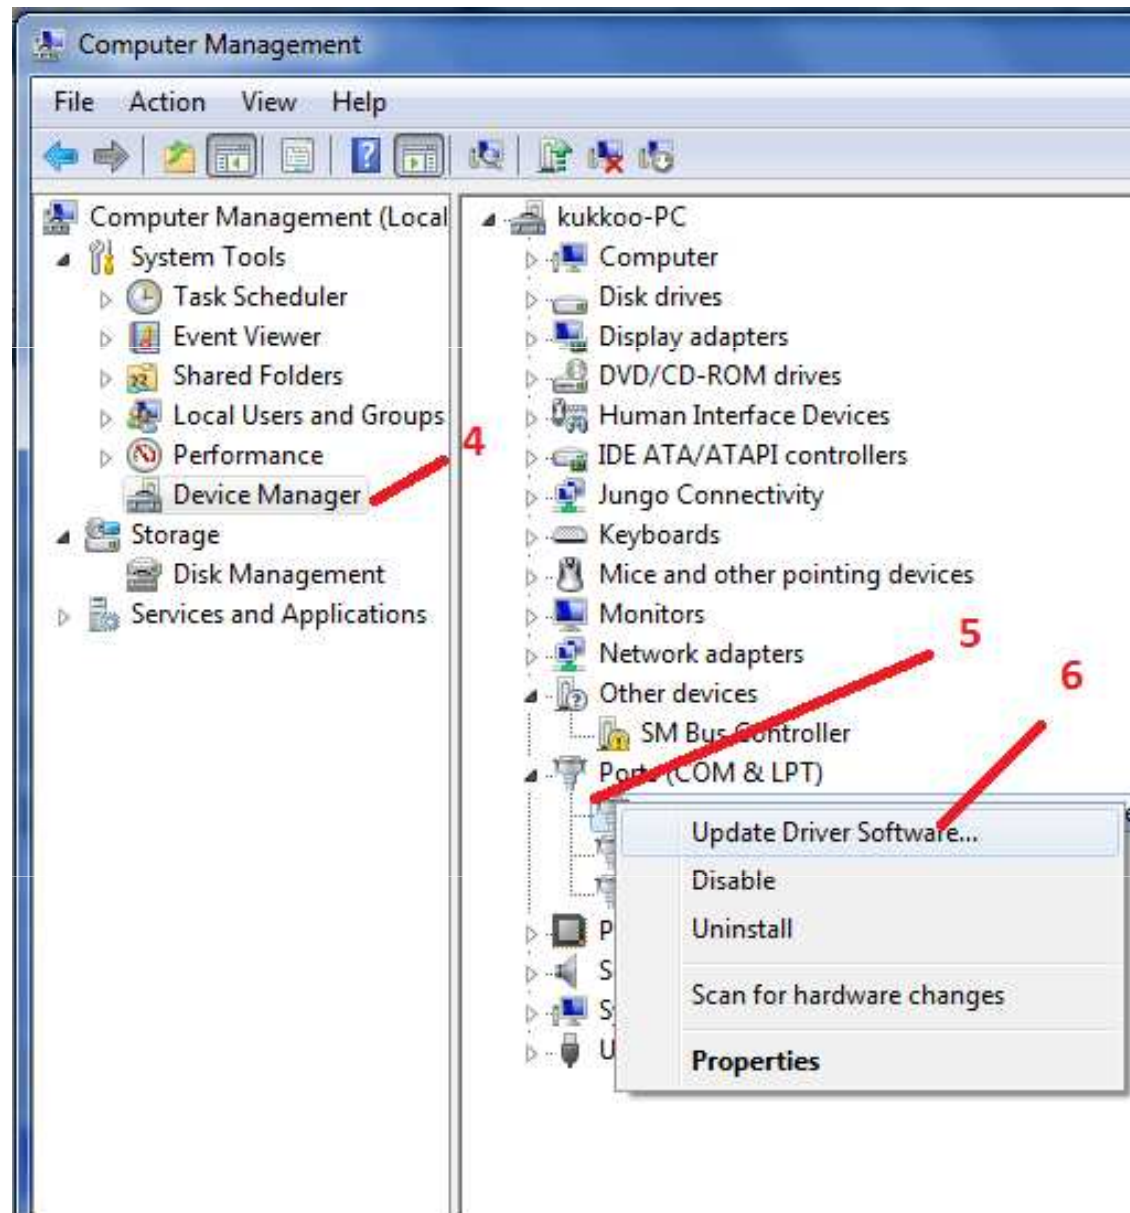 Computer Management
File Action View Help
Computer Management (Local
System Tools
Task Scheduler
Event Viewer
Shared Folders
Local Users and Groups
Performance
Device Manager
Storage
Disk Management
Services and Applications
4
kukkoo-PC
Computer
Disk drives
Display adapters
DVD/CD-ROM drives
Human Interface Devices
IDE ATA/ATAPI controllers
Jungo Connectivity
Keyboards
Mice and other pointing devices
Monitors
Network adapters
5
Other devices
6
SM Bus Controller
Ports (COM & LPT)
Update Driver Software...
Disable
Uninstall
P
S
Scan for hardware changes
Sy
U
Properties